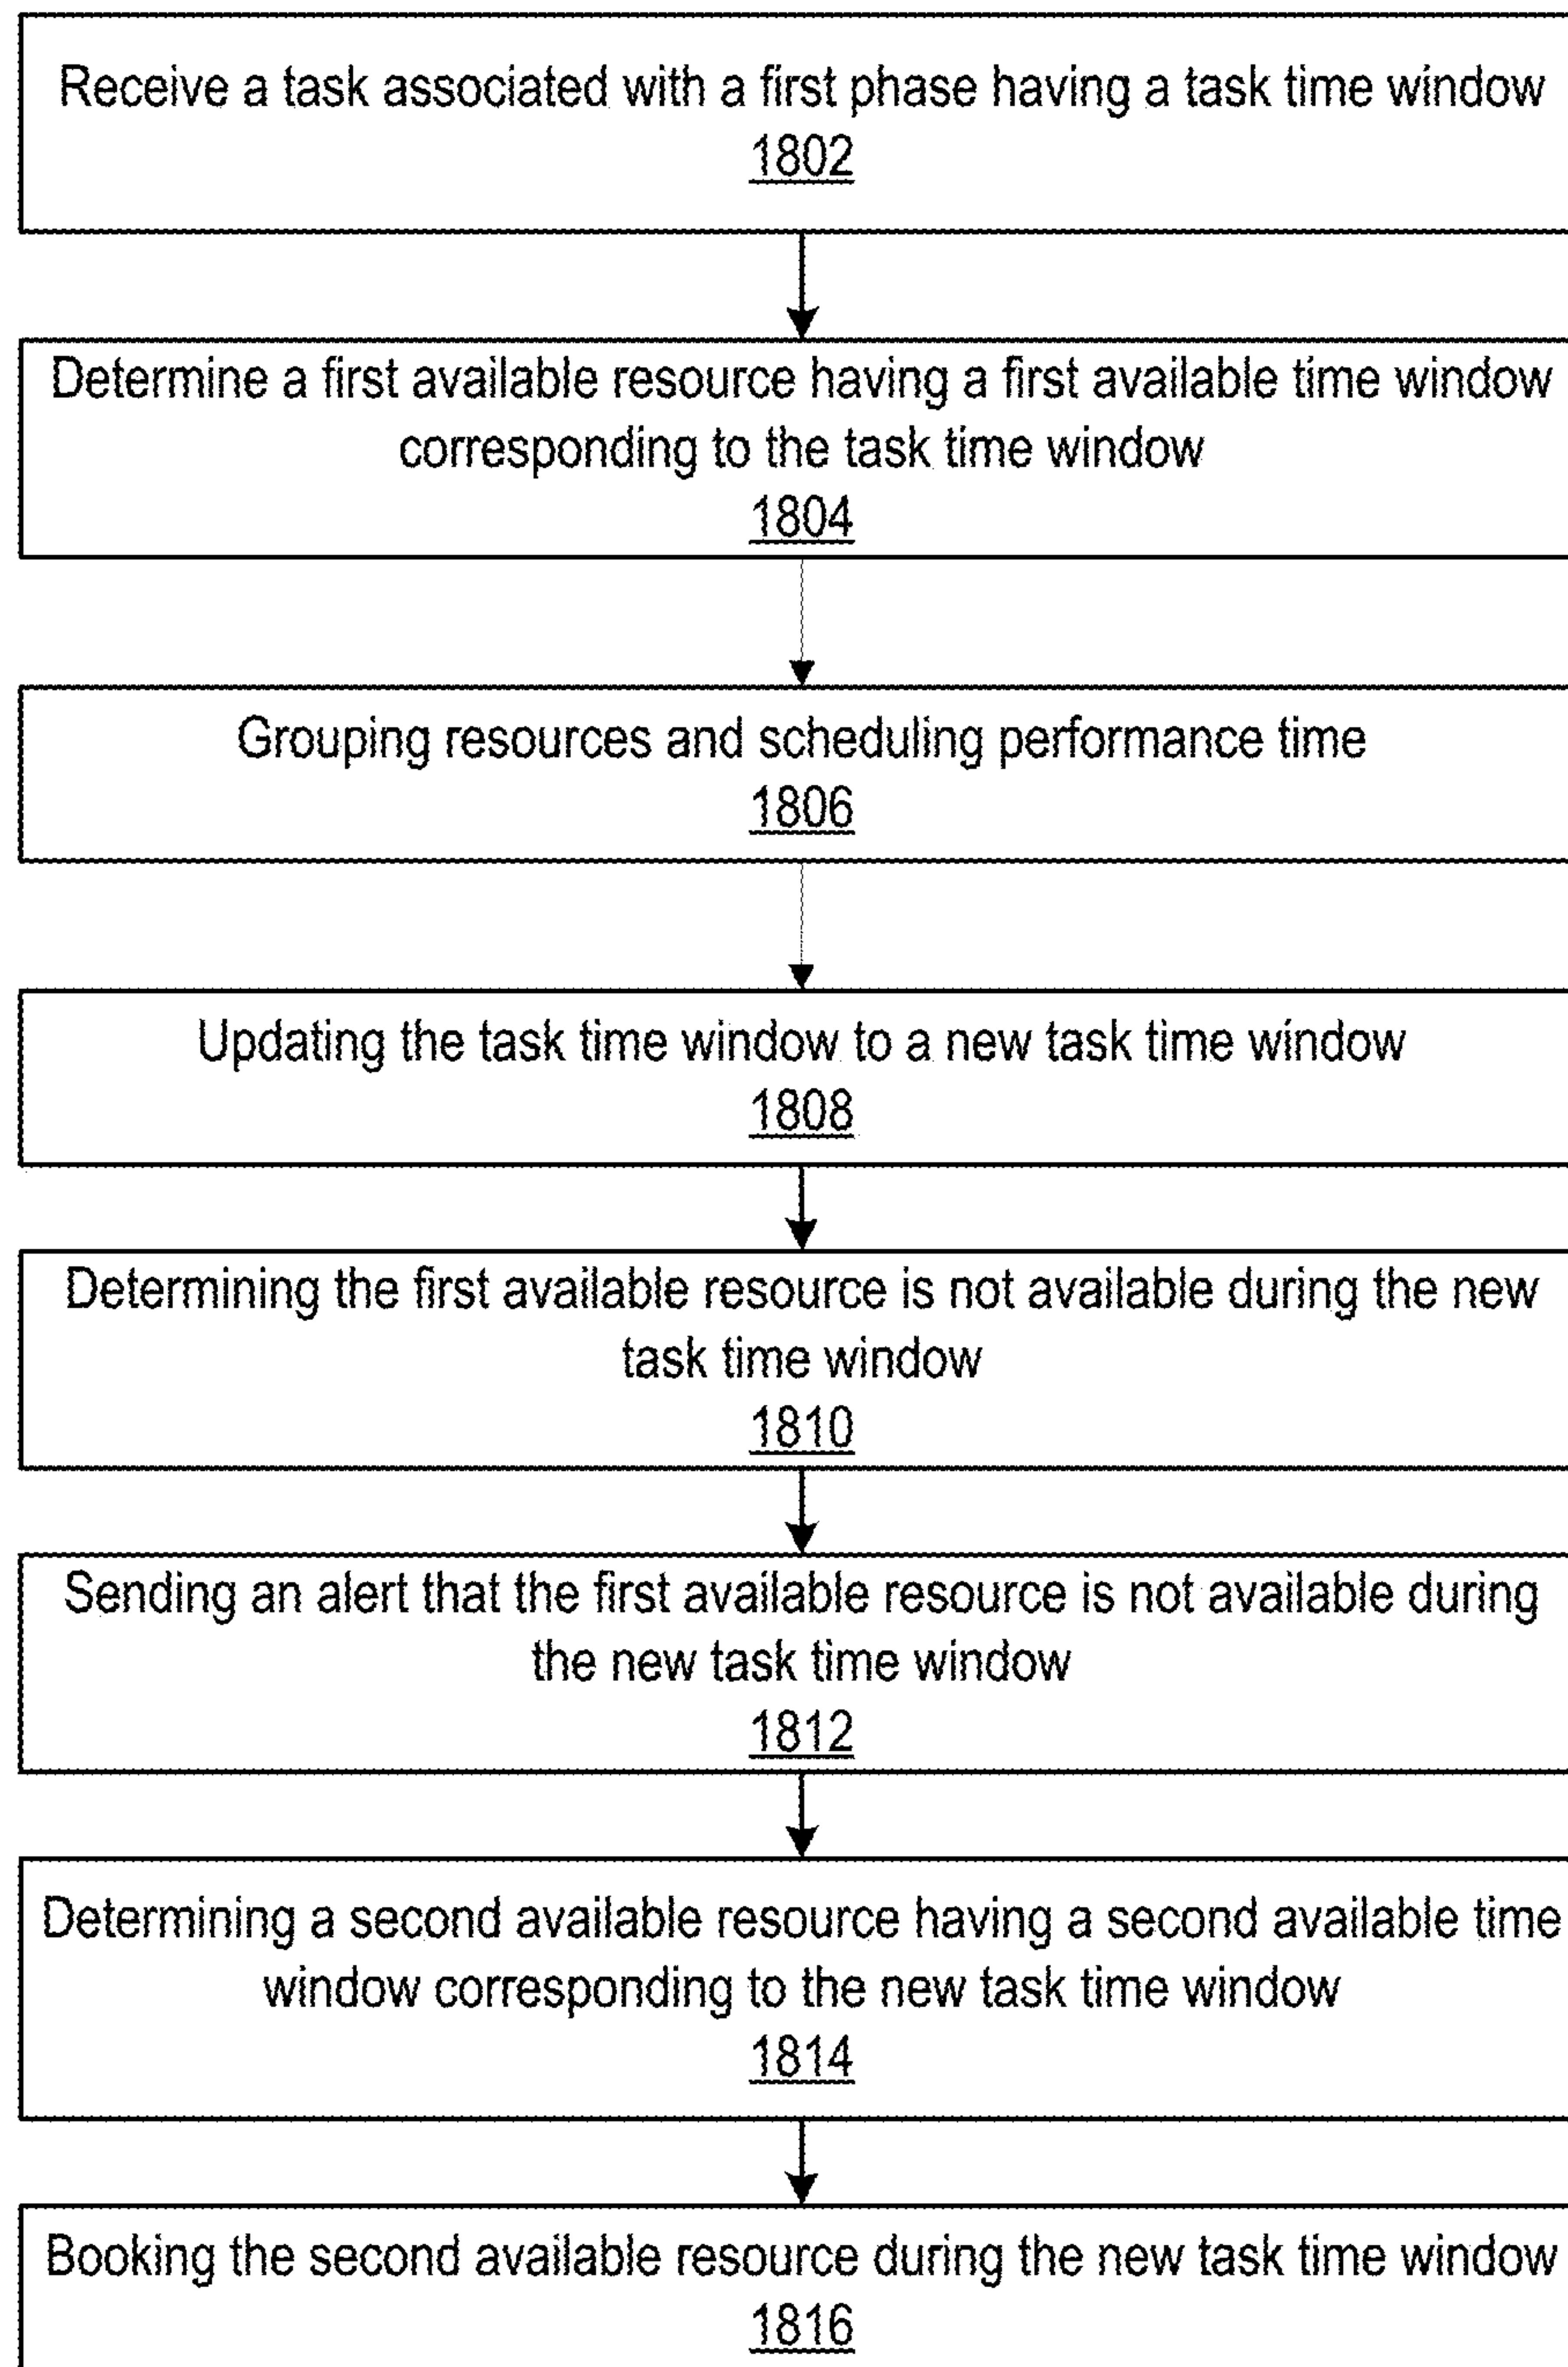 Receive a task associated with a first phase having a task time window
1802
Determine a first available resource having a first available time window
corresponding to the task time window
1804
Grouping resources and scheduling performance time
1806
Updating the task time window to a new task time window
1808
Determining the first available resource is not available during the new
task time window
1810
Sending an alert that the first available resource is not available during
the new task time window
1812
Determining a second available resource having a second available time
window corresponding to the new task time window
1814
Booking the second available resource during the new task time window
1816